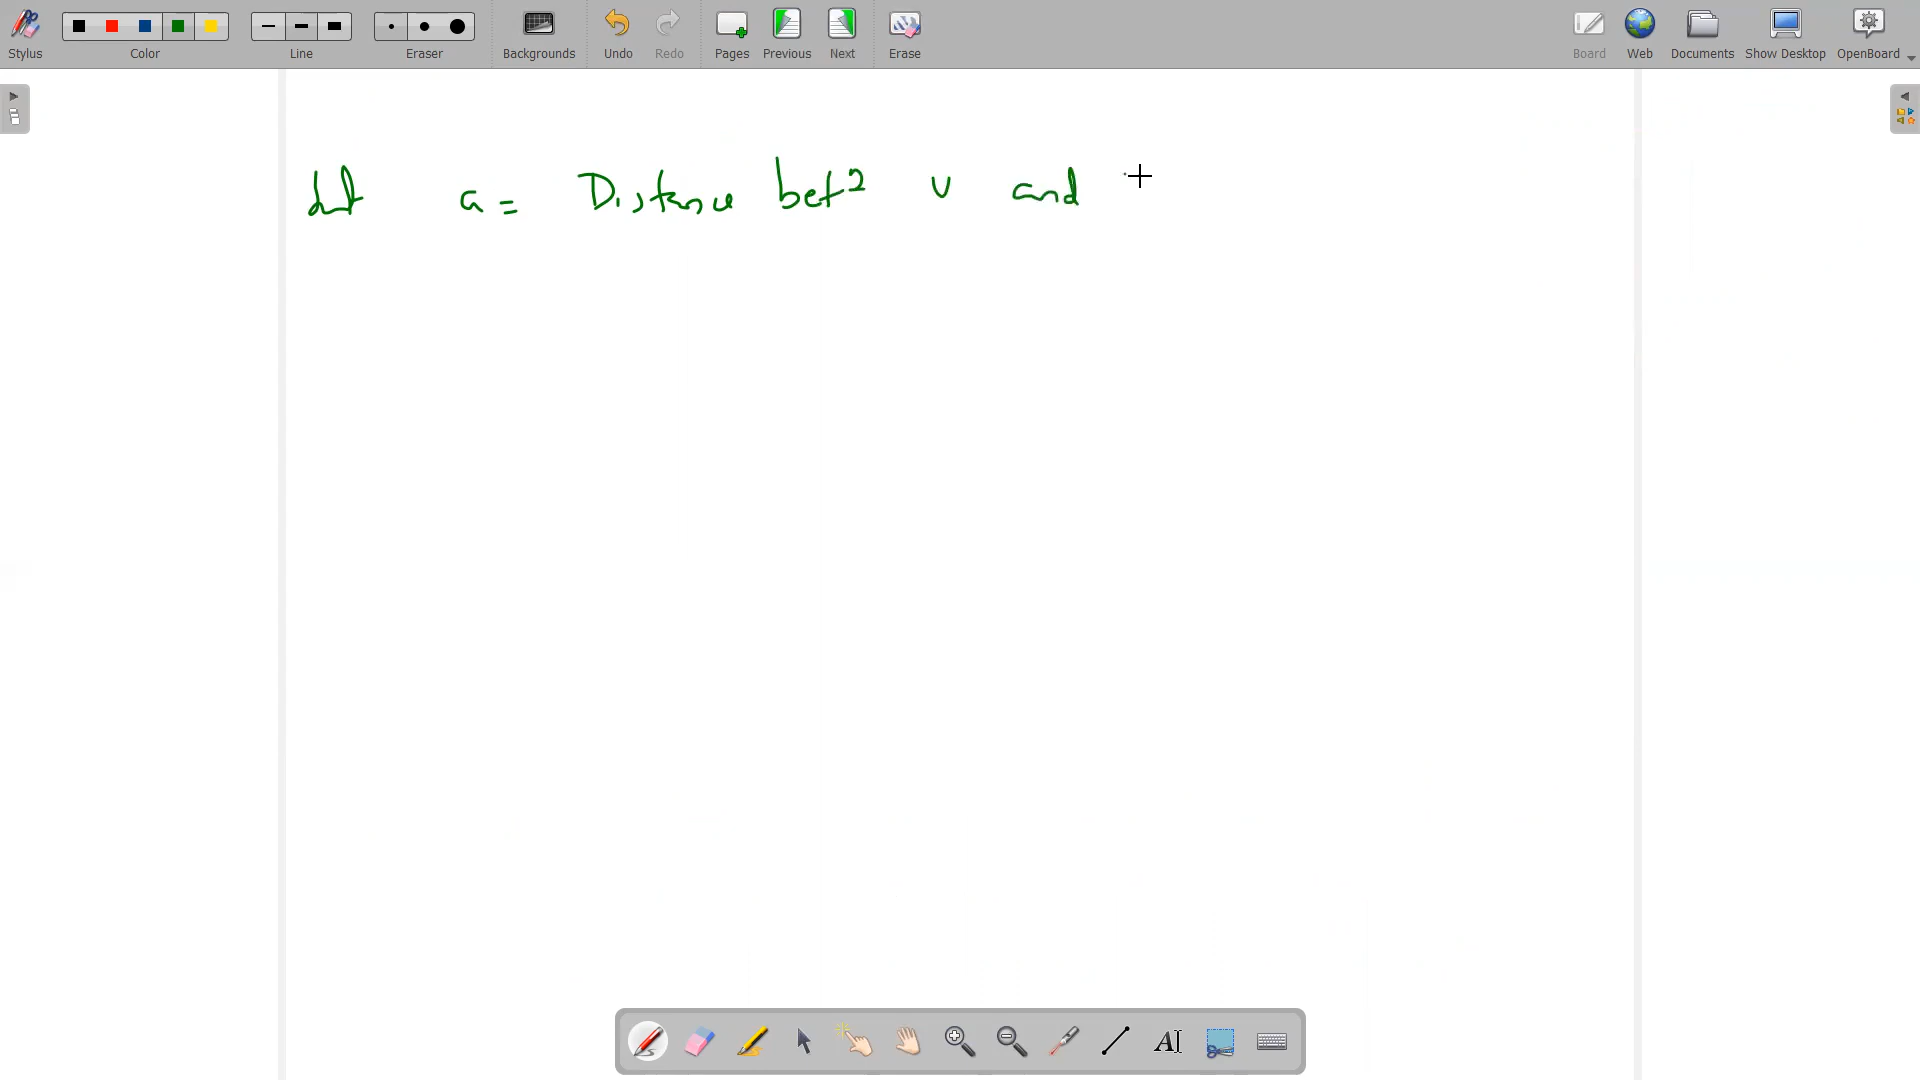 Stylus Color Line Eraser Backgrounds Undo Redo Pages Previous Next Erase Board Web Documents Show Desktop OpenBoard
Let a = Distance bet² v and